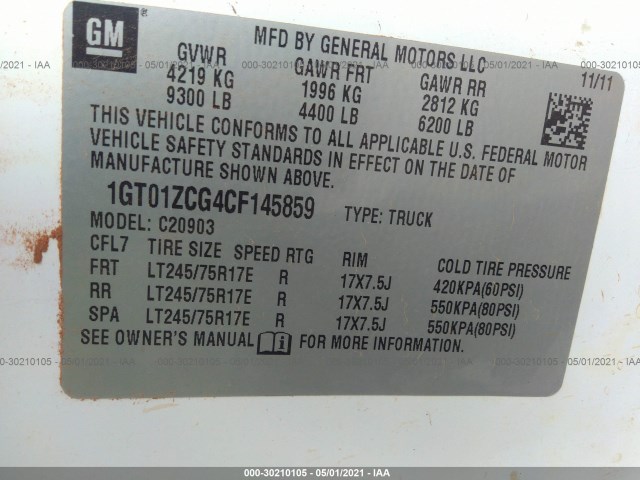 GM
MFD BY GENERAL MOTORS LLC
11/11
GVWR GAWR FRT GAWR RR
4219 KG 1996 KG 2812 KG
9300 LB 4400 LB 6200 LB
THIS VEHICLE CONFORMS TO ALL APPLICABLE U.S. FEDERAL MOTOR
VEHICLE SAFETY STANDARDS IN EFFECT ON THE DATE OF
MANUFACTURE SHOWN ABOVE.
1GT01ZCG4CF145859 TYPE: TRUCK
MODEL: C20903
CFL7 TIRE SIZE SPEED RTG RIM COLD TIRE PRESSURE
FRT LT245/75R17E R 17X7.5J 420KPA(60PSI)
RR LT245/75R17E R 17X7.5J 550KPA(80PSI)
SPA LT245/75R17E R 17X7.5J 550KPA(80PSI)
SEE OWNER'S MANUAL FOR MORE INFORMATION.
000-30210105 - 05/01/2021 - IAA